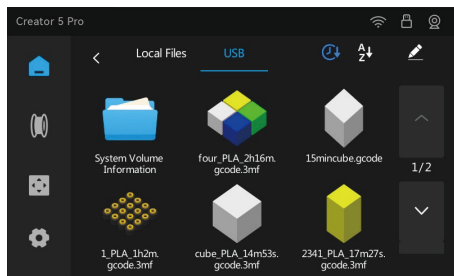 Creator 5 Pro
Local Files
USB
A
Z
System Volume
Information
four_PLA_2h16m.
gcode.3mf
15mincube.gcode
1/2
1_PLA_1h2m.
gcode.3mf
cube_PLA_14m53s.
gcode.3mf
2341_PLA_17m27s.
gcode.3mf